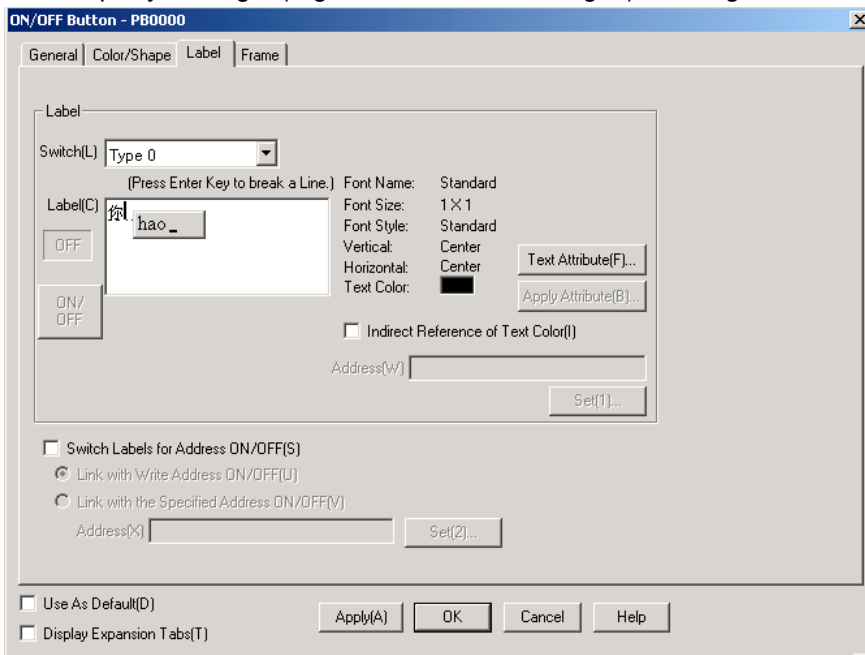 ON/OFF Button - PB0000
General Color/Shape Label Frame
Label
Switch(L) Type 0
(Press Enter Key to break a Line.)
Label(C) 你 hao_
OFF
ON/
OFF
Font Name: Standard
Font Size: 1 X 1
Font Style: Standard
Vertical: Center
Horizontal: Center
Text Color:
Text Attribute(F)...
Apply Attribute(B)...
Indirect Reference of Text Color(I)
Address(W)
Set(1)...
Switch Labels for Address ON/OFF(S)
Link with Write Address ON/OFF(U)
Link with the Specified Address ON/OFF(V)
Address(X) Set(2)...
Use As Default(D)
Display Expansion Tabs(T)
Apply(A) OK Cancel Help